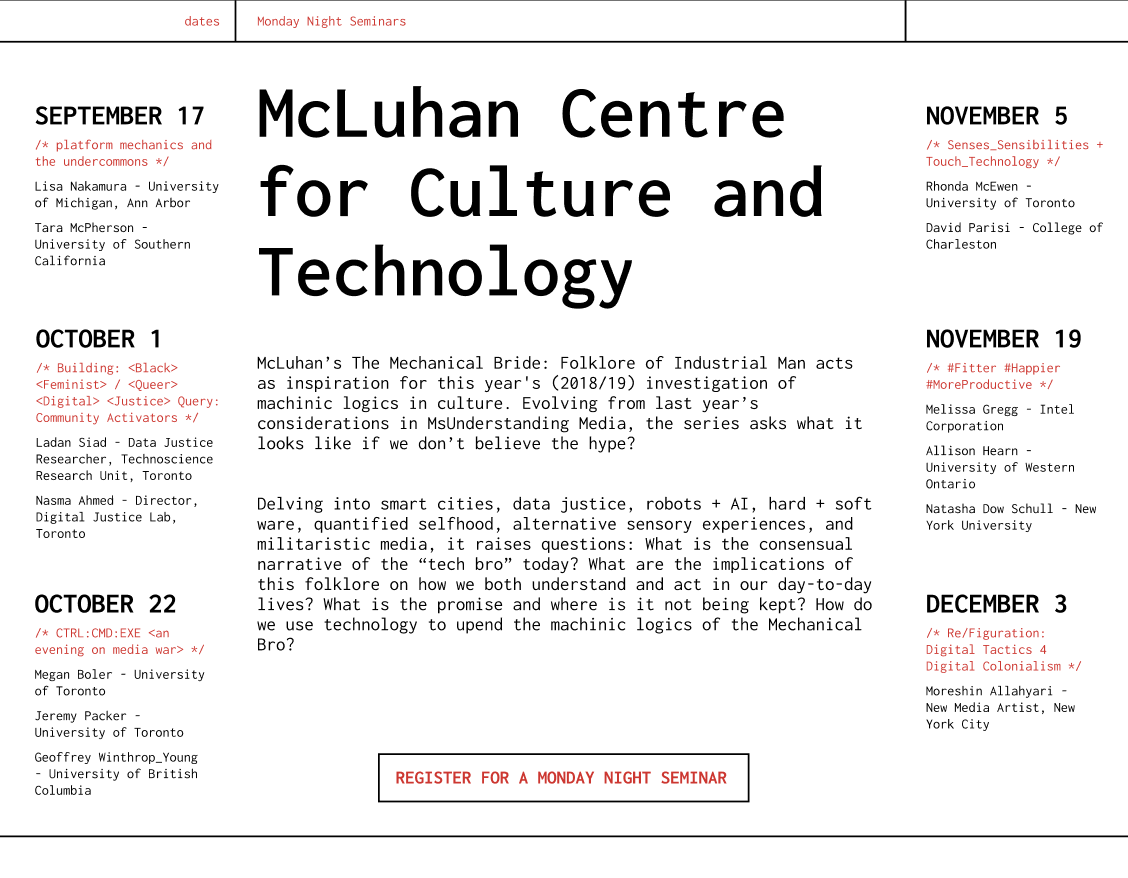 dates
Monday Night Seminars
SEPTEMBER 17
/* platform mechanics and
the undercommons */
Lisa Nakamura - University
of Michigan, Ann Arbor
Tara McPherson -
University of Southern
California
OCTOBER 1
/* Building: <Black>
<Feminist> / <Queer>
<Digital> <Justice> Query:
Community Activators */
Ladan Siad - Data Justice
Researcher, Technoscience
Research Unit, Toronto
Nasma Ahmed - Director,
Digital Justice Lab,
Toronto
OCTOBER 22
/* CTRL:CMD:EXE <an
evening on media war> */
Megan Boler - University
of Toronto
Jeremy Packer -
University of Toronto
Geoffrey Winthrop_Young
- University of British
Columbia
McLuhan Centre
for Culture and
Technology
McLuhan’s The Mechanical Bride: Folklore of Industrial Man acts
as inspiration for this year's (2018/19) investigation of
machinic logics in culture. Evolving from last year’s
considerations in MsUnderstanding Media, the series asks what it
looks like if we don’t believe the hype?
Delving into smart cities, data justice, robots + AI, hard + soft
ware, quantified selfhood, alternative sensory experiences, and
militaristic media, it raises questions: What is the consensual
narrative of the “tech bro” today? What are the implications of
this folklore on how we both understand and act in our day-to-day
lives? What is the promise and where is it not being kept? How do
we use technology to upend the machinic logics of the Mechanical
Bro?
REGISTER FOR A MONDAY NIGHT SEMINAR
NOVEMBER 5
/* Senses_Sensibilities +
Touch_Technology */
Rhonda McEwen -
University of Toronto
David Parisi - College of
Charleston
NOVEMBER 19
/* #Fitter #Happier
#MoreProductive */
Melissa Gregg - Intel
Corporation
Allison Hearn -
University of Western
Ontario
Natasha Dow Schull - New
York University
DECEMBER 3
/* Re/Figuration:
Digital Tactics 4
Digital Colonialism */
Moreshin Allahyari -
New Media Artist, New
York City